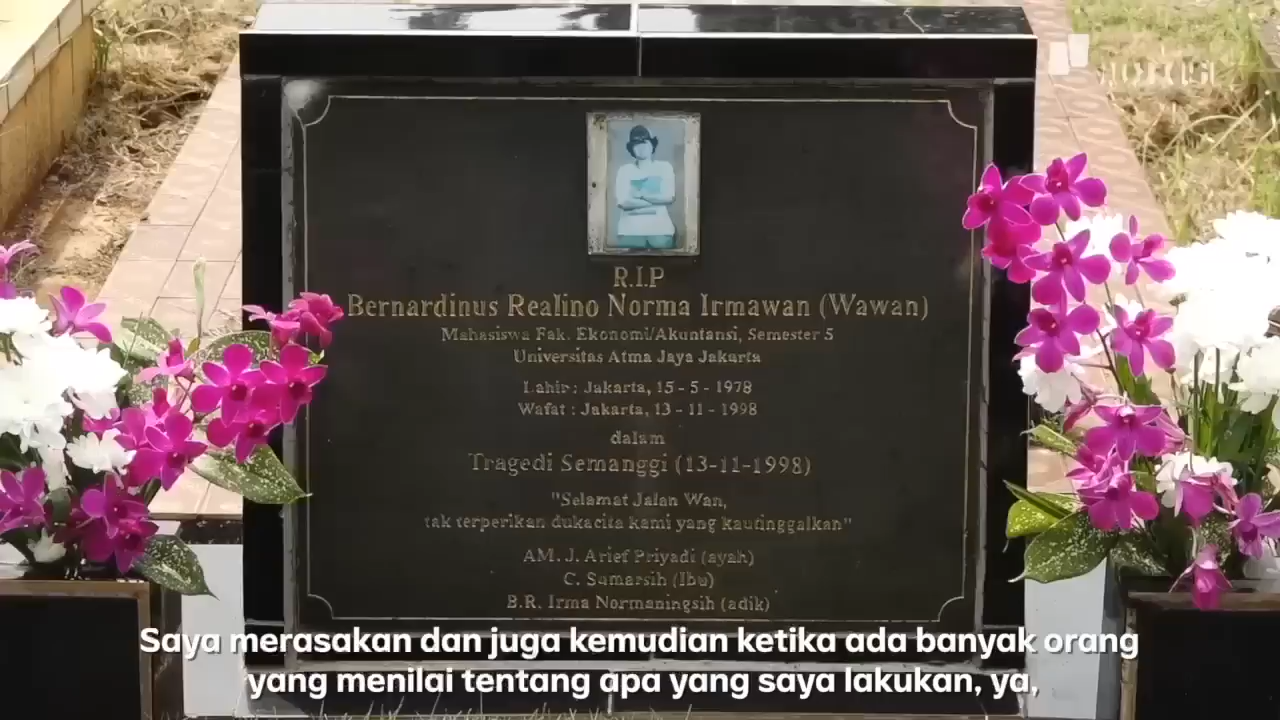 R.I.P
Bernardinus Realino Norma Irmawan (Wawan)
Mahasiswa Fak. Ekonomi/Akuntansi, Semester 5
Universitas Atma Jaya Jakarta
Lahir : Jakarta, 15 - 5 - 1978
Wafat : Jakarta, 13 - 11 - 1998
dalam
Tragedi Semanggi (13-11-1998)
"Selamat Jalan Wan,
tak terperikan dukacita kami yang kautinggalkan"
AM. J. Arief Priyadi (ayah)
C. Sumarsih (Ibu)
B.R. Irma Normaningsih (adik)
Saya merasakan dan juga kemudian ketika ada banyak orang
yang menilai tentang apa yang saya lakukan, ya,